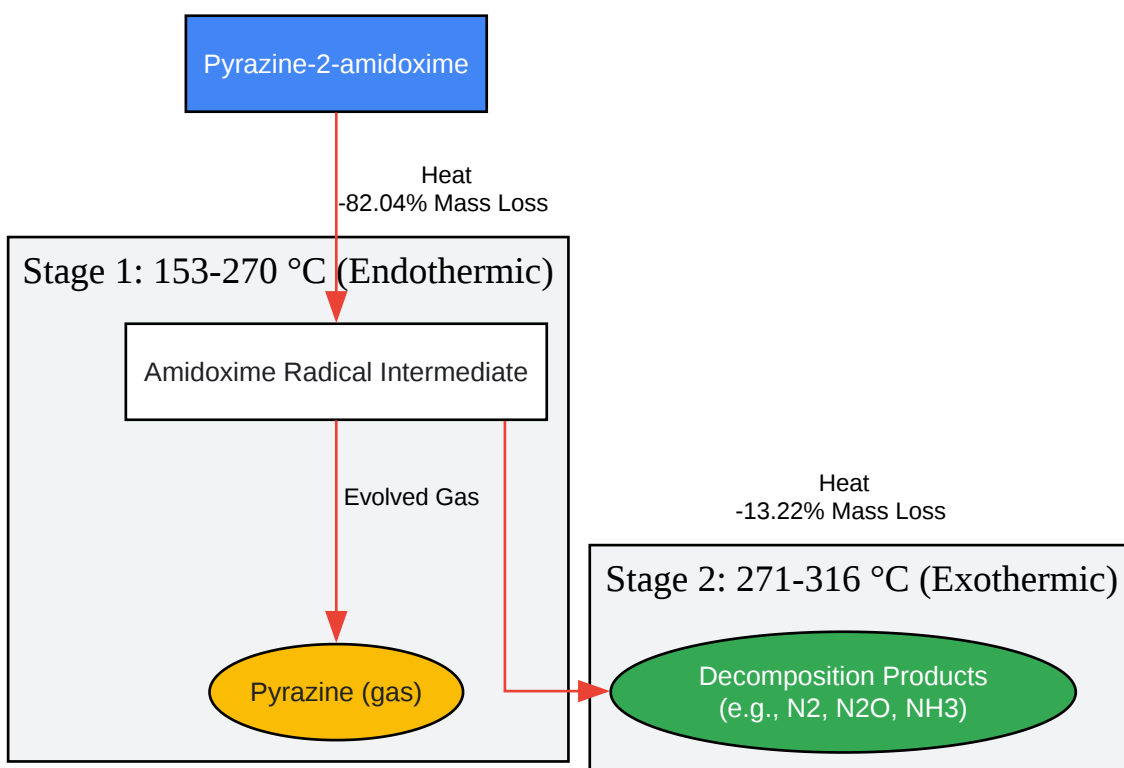 Pyrazine-2-amidoxime
Heat
-82.04% Mass Loss
Stage 1: 153-270 °C (Endothermic)
Amidoxime Radical Intermediate
Evolved Gas
Pyrazine (gas)
Heat
-13.22% Mass Loss
Stage 2: 271-316 °C (Exothermic)
Decomposition Products
(e.g., N2, N2O, NH3)